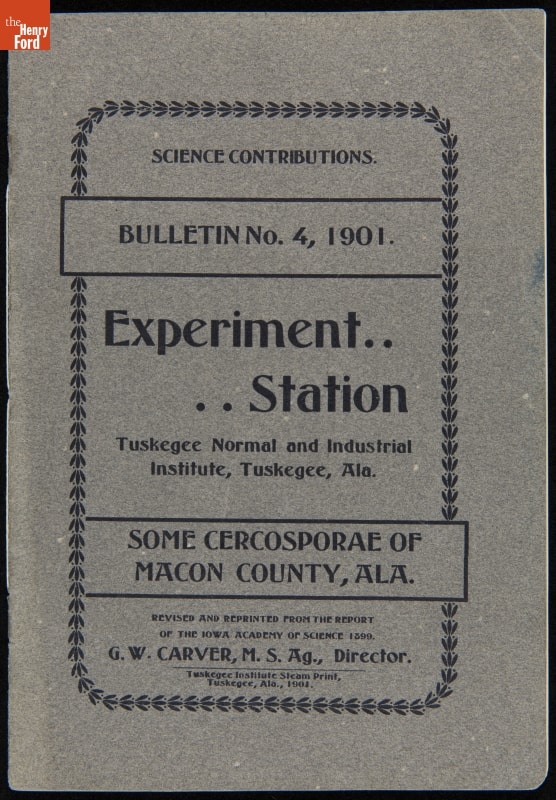 the
Henry
Ford
SCIENCE CONTRIBUTIONS.
BULLETIN No. 4, 1901.
Experiment..
.. Station
Tuskegee Normal and Industrial
Institute, Tuskegee, Ala.
SOME CERCOSPORAE OF
MACON COUNTY, ALA.
REVISED AND REPRINTED FROM THE REPORT
OF THE IOWA ACADEMY OF SCIENCE 1899.
G. W. CARVER, M. S. Ag., Director.
Tuskegee Institute Steam Print,
Tuskegee, Ala., 1901.